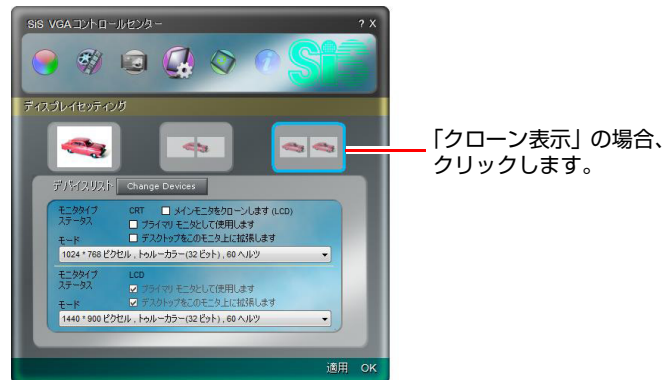 SiS VGAコントロールセンター ? X
SiS
ディスプレイセッティング
「クローン表示」の場合、
クリックします。
デバイスリスト Change Devices
モニタタイプ CRT メインモニタをクローンします (LCD)
ステータス プライマリ モニタとして使用します
デスクトップをこのモニタ上に拡張します
モード
1024 * 768 ピクセル , トゥルーカラー(32 ビット) , 60 ヘルツ
モニタタイプ LCD
ステータス プライマリ モニタとして使用します
デスクトップをこのモニタ上に拡張します
モード
1440 * 900 ピクセル , トゥルーカラー(32 ビット) , 60 ヘルツ
適用 OK